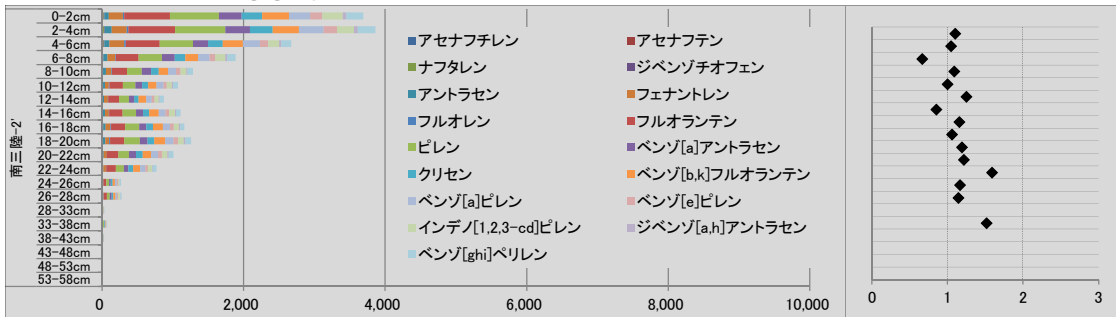 南三陸-2'
0-2cm
2-4cm
4-6cm
6-8cm
8-10cm
10-12cm
12-14cm
14-16cm
16-18cm
18-20cm
20-22cm
22-24cm
24-26cm
26-28cm
28-33cm
33-38cm
38-43cm
43-48cm
48-53cm
53-58cm
アセナフチレン アセナフテン
ナフタレン ジベンゾチオフェン
アントラセン フェナントレン
フルオレン フルオランテン
ピレン ベンゾ[a]アントラセン
クリセン ベンゾ[b,k]フルオランテン
ベンゾ[a]ピレン ベンゾ[e]ピレン
インデノ[1,2,3-cd]ピレン ジベンゾ[a,h]アントラセン
ベンゾ[ghi]ペリレン
0 2,000 4,000 6,000 8,000 10,000
0 1 2 3